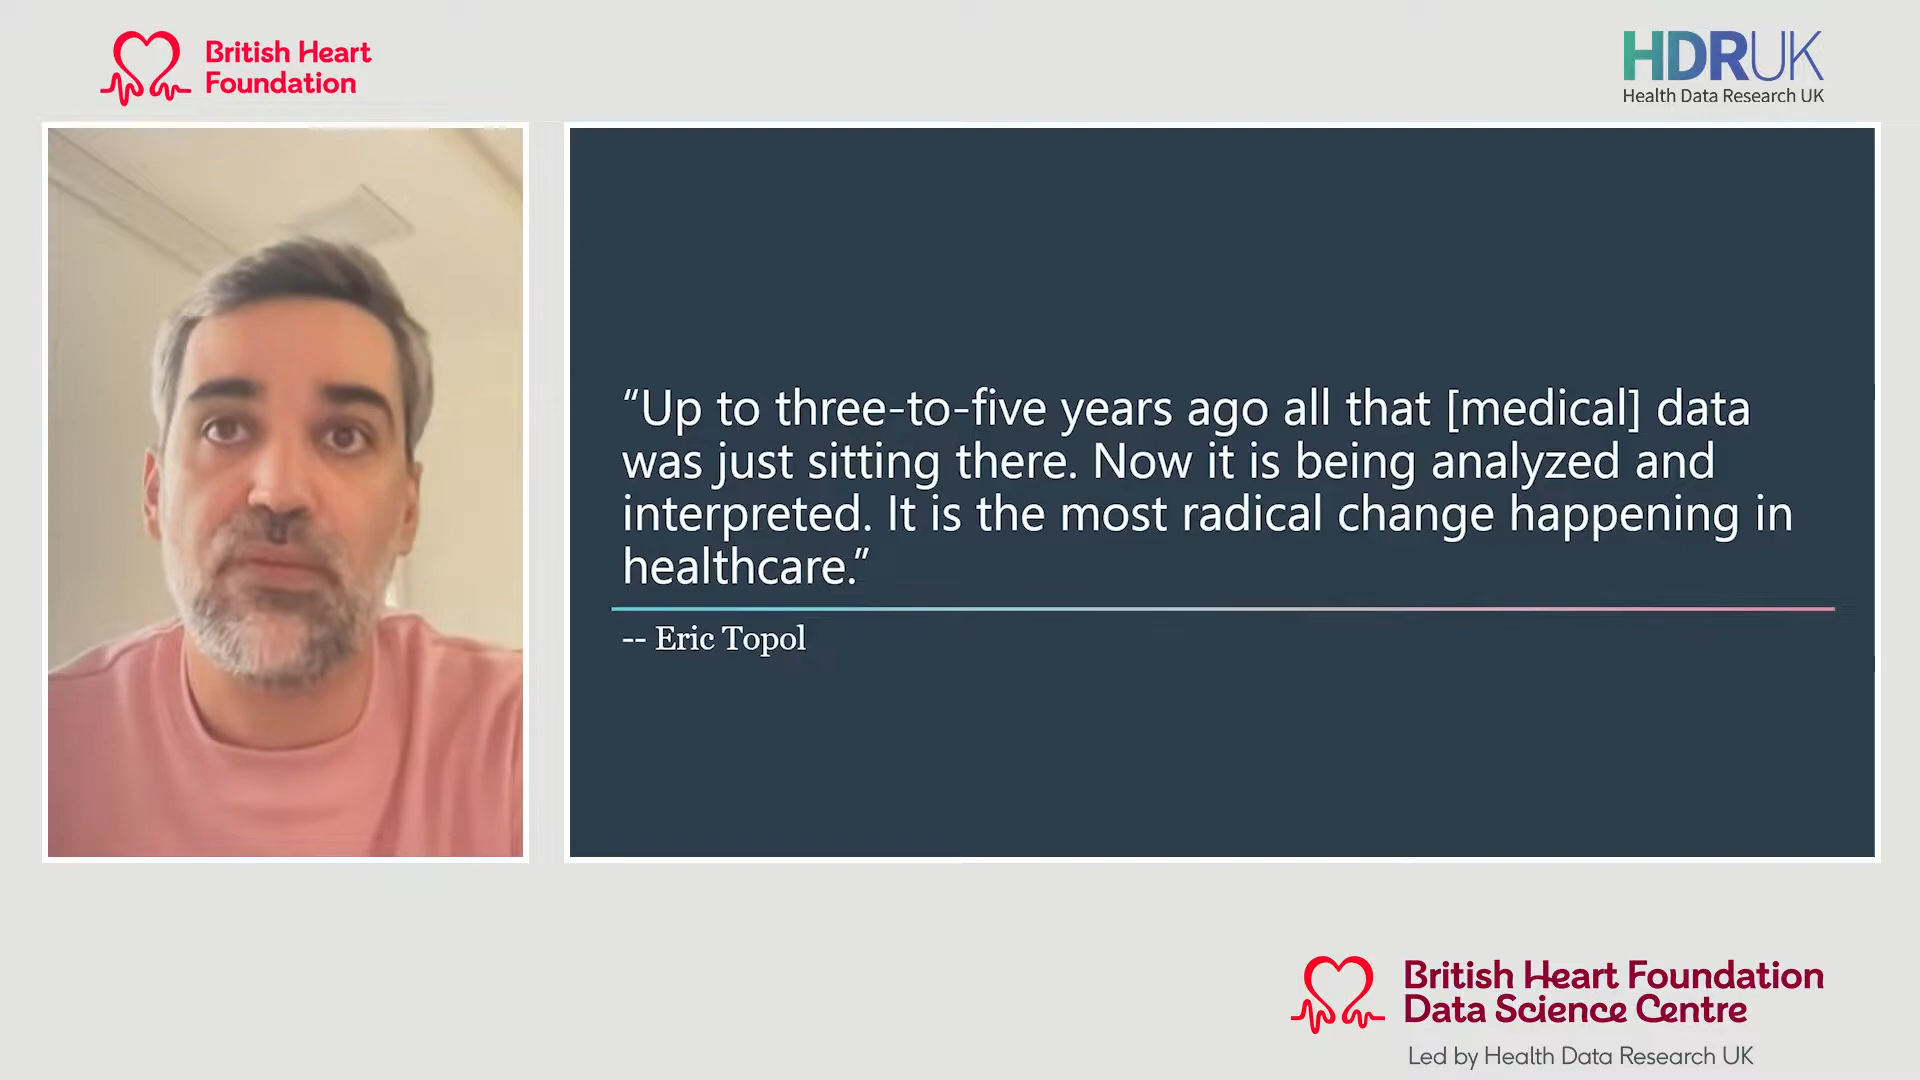 British Heart
Foundation
HDRUK
Health Data Research UK
“Up to three-to-five years ago all that [medical] data
was just sitting there. Now it is being analyzed and
interpreted. It is the most radical change happening in
healthcare.”
-- Eric Topol
British Heart Foundation
Data Science Centre
Led by Health Data Research UK